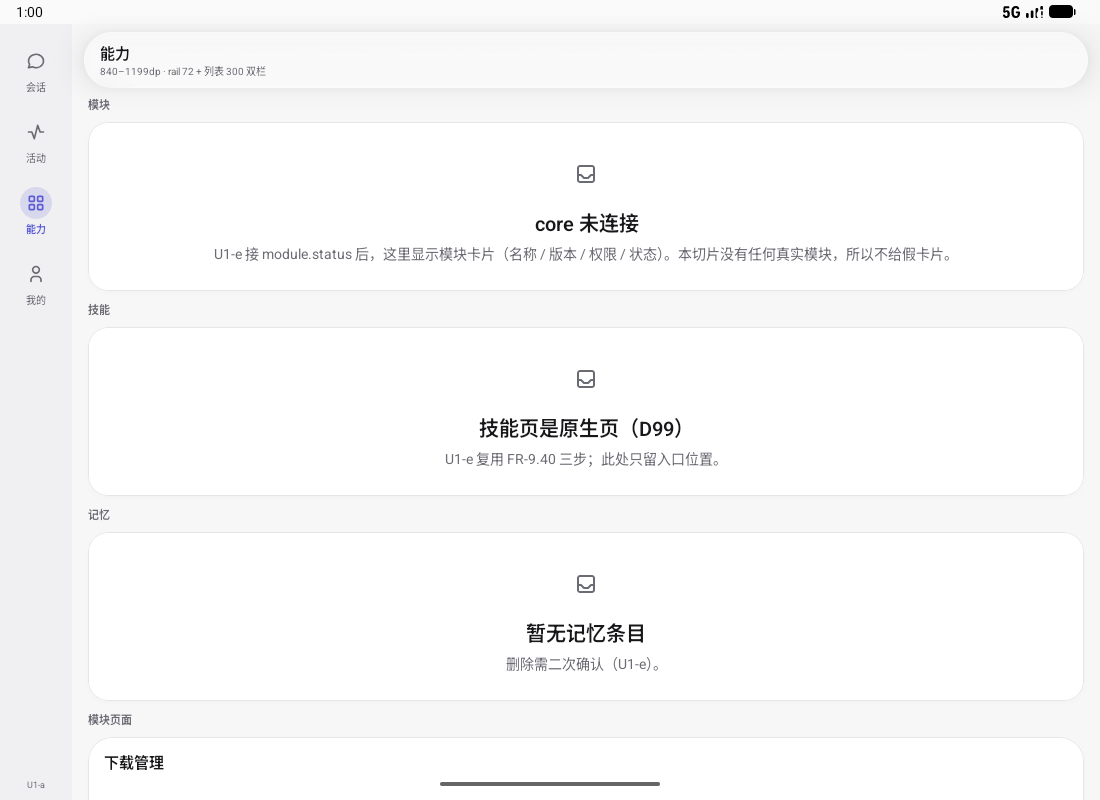 1:00
5G
会话
活动
能力
我的
U1-a
能力
840–1199dp · rail 72 + 列表 300 双栏
模块
core 未连接
U1-e 接 module.status 后，这里显示模块卡片（名称 / 版本 / 权限 / 状态）。本切片没有任何真实模块，所以不给假卡片。
技能
技能页是原生页（D99）
U1-e 复用 FR-9.40 三步；此处只留入口位置。
记忆
暂无记忆条目
删除需二次确认（U1-e）。
模块页面
下载管理